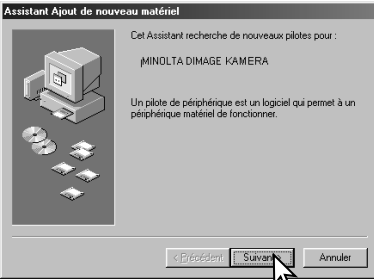 Assistant Ajout de nouveau matériel
Cet Assistant recherche de nouveaux pilotes pour :
MINOLTA DIMAGE KAMERA
Un pilote de périphérique est un logiciel qui permet à un
périphérique matériel de fonctionner.
< Précédent Suivant > Annuler